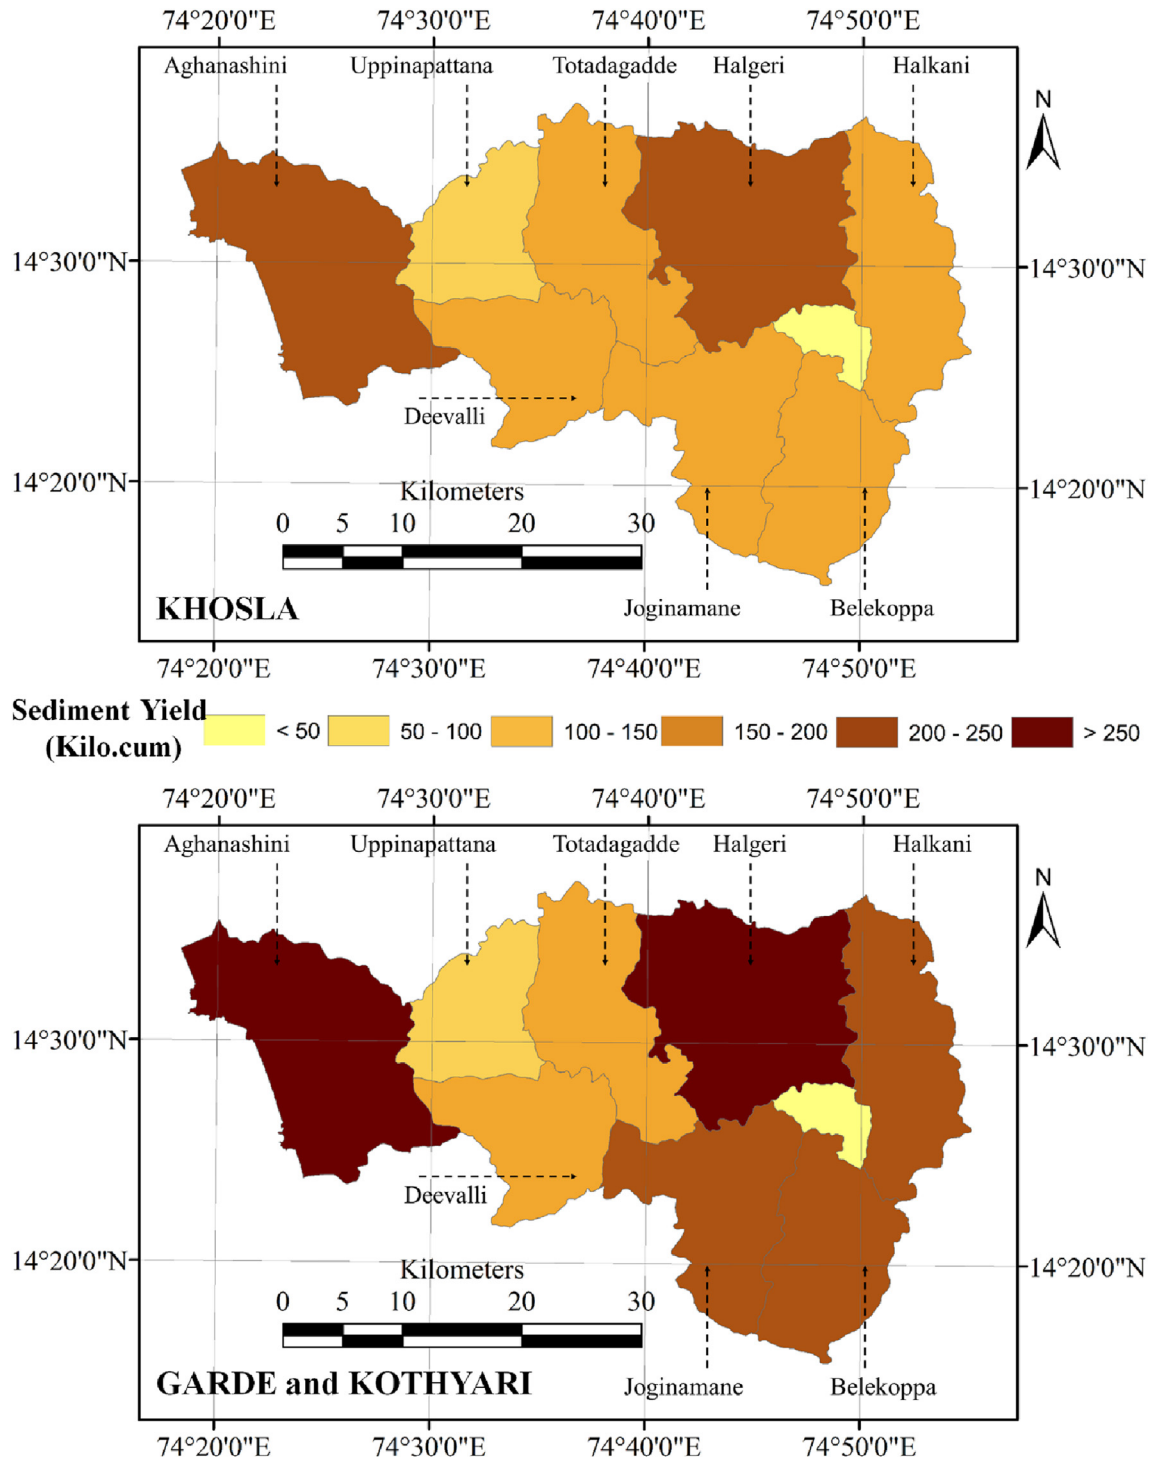 74°20'0"E 74°30'0"E 74°40'0"E 74°50'0"E
Aghanashini Uppinapattana Totadagadde Halgeri Halkani
N
14°30'0"N 14°30'0"N
Deevalli
14°20'0"N 14°20'0"N
Kilometers
0 5 10 20 30
KHOSLA Joginamane Belekoppa
74°20'0"E 74°30'0"E 74°40'0"E 74°50'0"E
Sediment Yield
(Kilo.cum)
< 50 50 - 100 100 - 150 150 - 200 200 - 250 > 250
74°20'0"E 74°30'0"E 74°40'0"E 74°50'0"E
Aghanashini Uppinapattana Totadagadde Halgeri Halkani
N
14°30'0"N 14°30'0"N
Deevalli
14°20'0"N 14°20'0"N
Kilometers
0 5 10 20 30
GARDE and KOTHYARI Joginamane Belekoppa
74°20'0"E 74°30'0"E 74°40'0"E 74°50'0"E